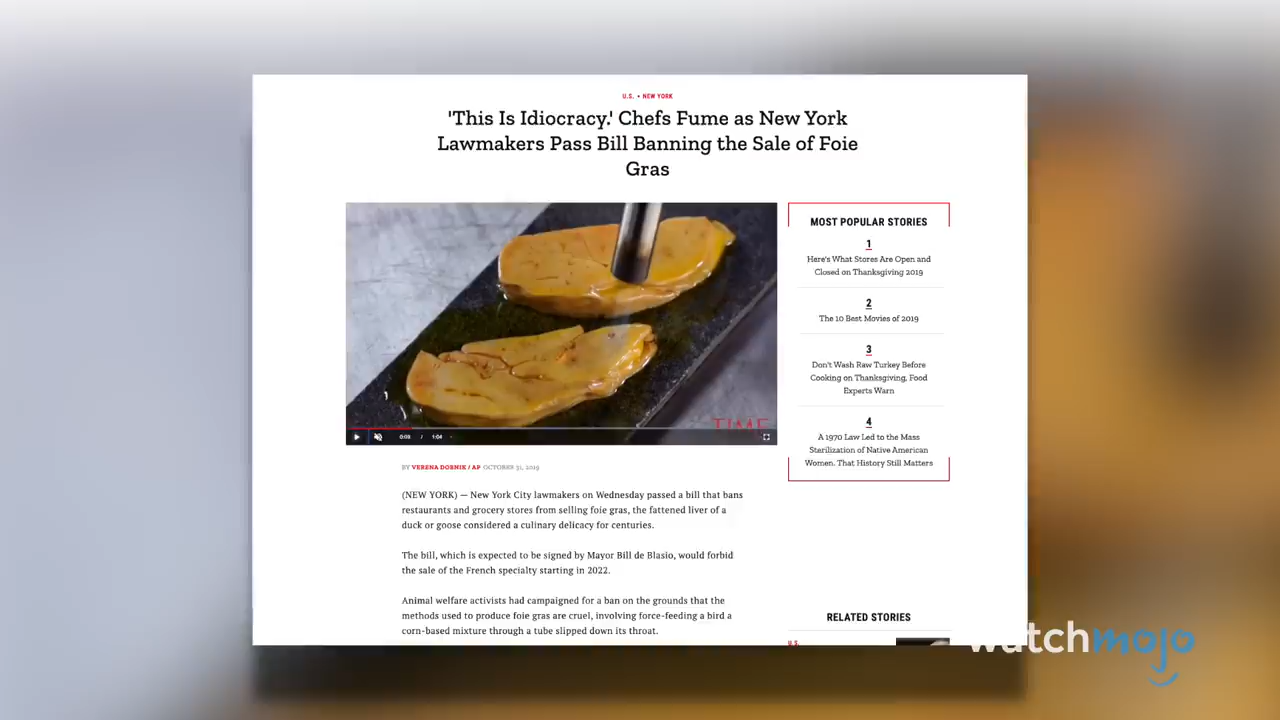 U.S. • NEW YORK
'This Is Idiocracy.' Chefs Fume as New York
Lawmakers Pass Bill Banning the Sale of Foie
Gras
TIME
0:03 / 1:04
BY VERENA DOBNIK / AP OCTOBER 31, 2019
(NEW YORK) — New York City lawmakers on Wednesday passed a bill that bans
restaurants and grocery stores from selling foie gras, the fattened liver of a
duck or goose considered a culinary delicacy for centuries.
The bill, which is expected to be signed by Mayor Bill de Blasio, would forbid
the sale of the French specialty starting in 2022.
Animal welfare activists had campaigned for a ban on the grounds that the
methods used to produce foie gras are cruel, involving force-feeding a bird a
corn-based mixture through a tube slipped down its throat.
MOST POPULAR STORIES
1
Here's What Stores Are Open and
Closed on Thanksgiving 2019
2
The 10 Best Movies of 2019
3
Don't Wash Raw Turkey Before
Cooking on Thanksgiving, Food
Experts Warn
4
A 1970 Law Led to the Mass
Sterilization of Native American
Women. That History Still Matters
RELATED STORIES
U.S.
watchmojo